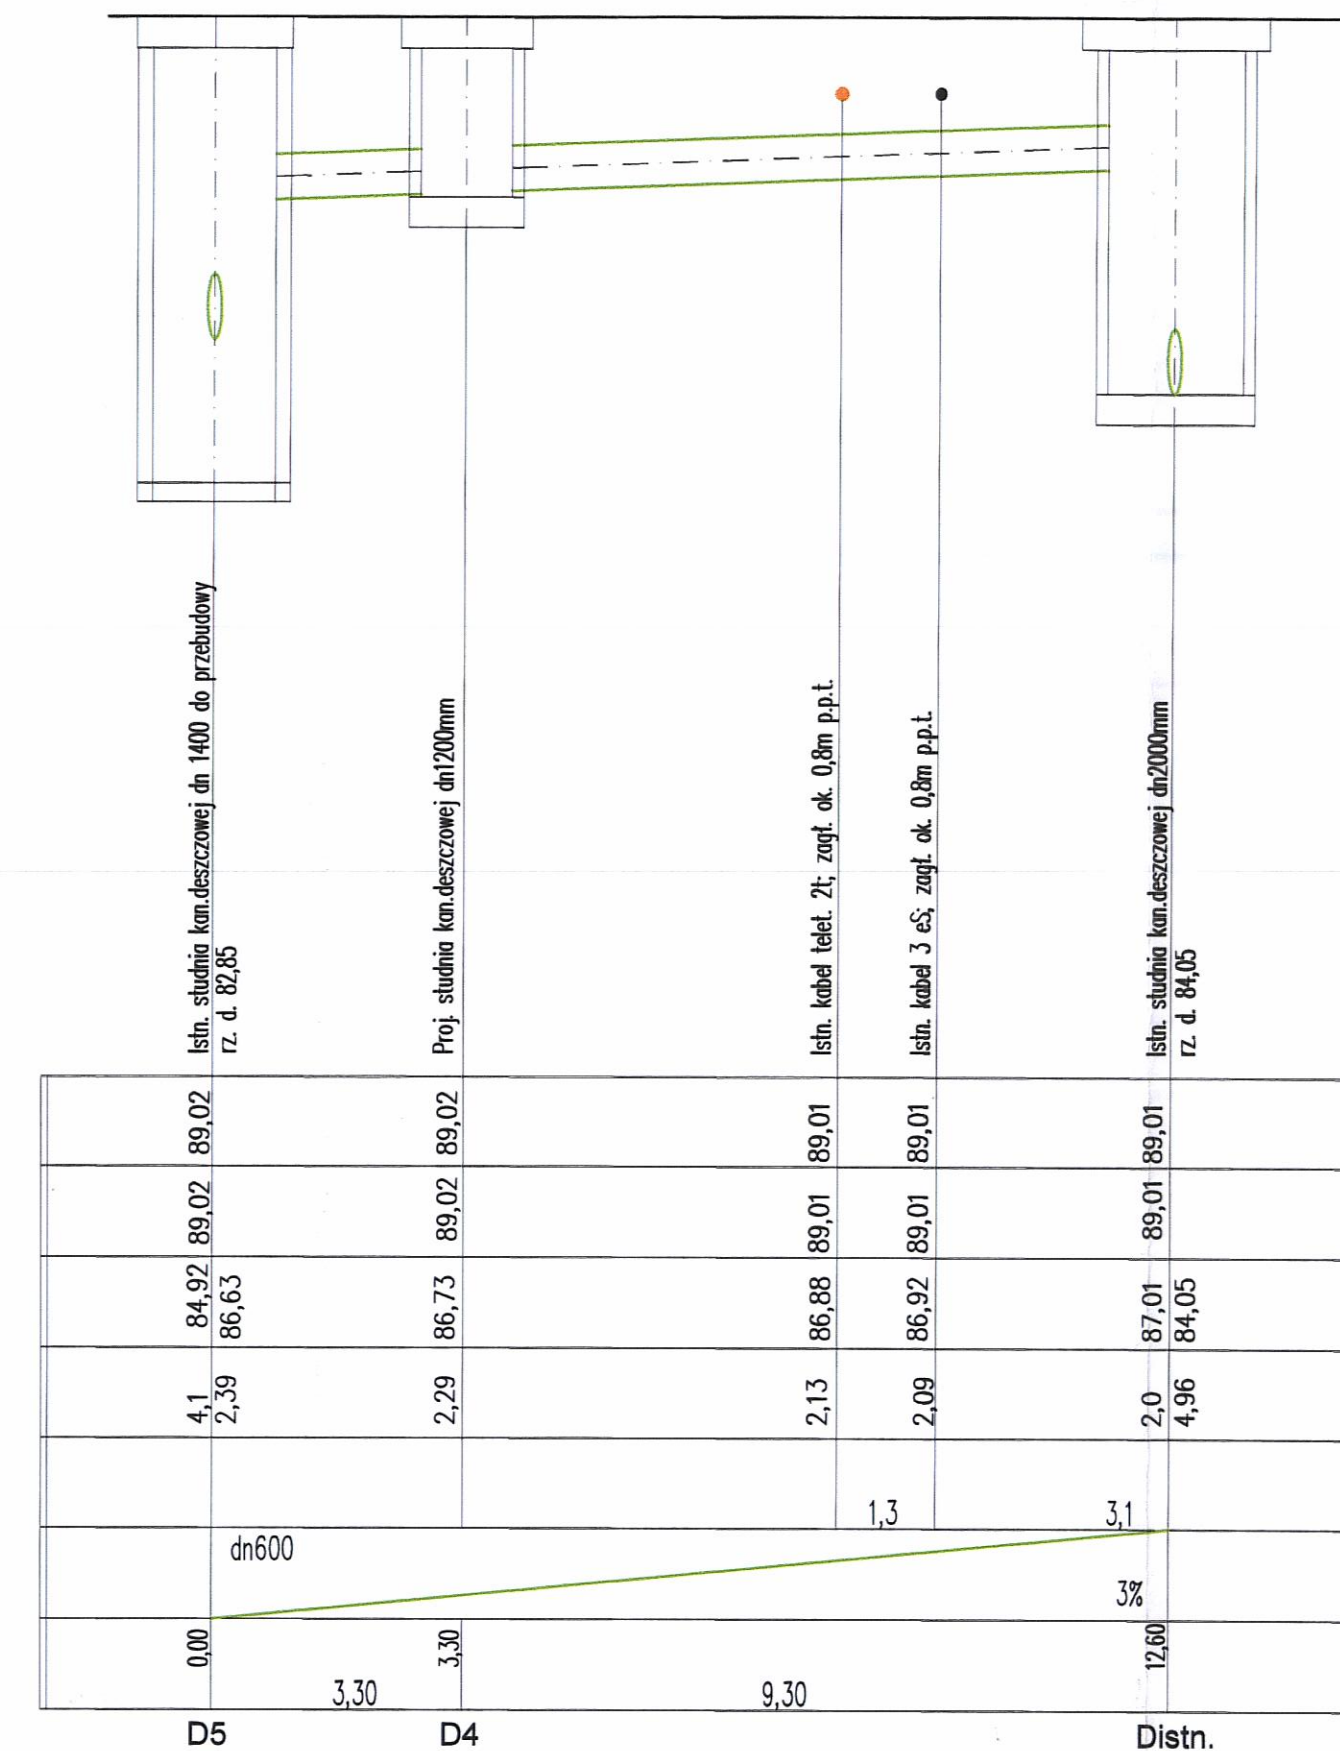 Istn. studnia kan.deszczowej dn 1400 do przebudowy
rz. d. 82,85
Proj. studnia kan.deszczowej dn1200mm
Istn. kabel telet. 2t; zagł. ok. 0,8m p.p.t.
Istn. kabel 3 eS; zagł. ok. 0,8m p.p.t.
Istn. studnia kan.deszczowej dn2000mm
rz. d. 84,05
89,02 89,02 89,01 89,01 89,01
89,02 89,02 89,01 89,01 89,01
84,92 86,63 86,73 86,88 86,92 87,01 84,05
4,1 2,39 2,29 2,13 2,09 2,0 4,96
1,3 3,1
dn600
3%
0,00 3,30 12,60
3,30 9,30
D5 D4 Distn.